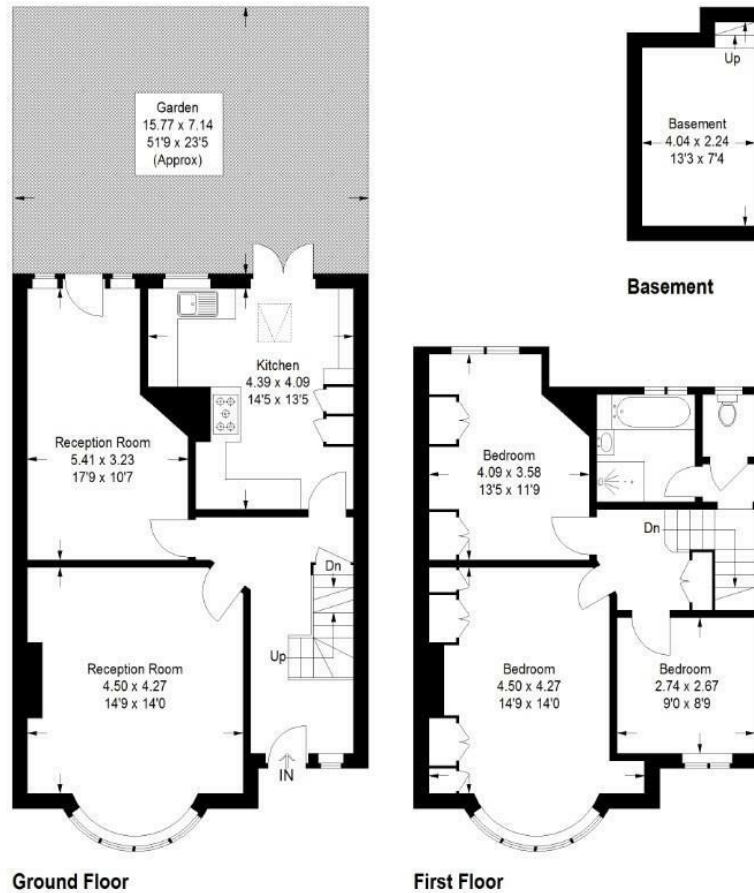 Garden
15.77 x 7.14
51'9 x 23'5
(Approx)
Up
Basement
4.04 x 2.24
13'3 x 7'4
Basement
Kitchen
4.39 x 4.09
14'5 x 13'5
Reception Room
5.41 x 3.23
17'9 x 10'7
Dn
Up
Reception Room
4.50 x 4.27
14'9 x 14'0
IN
Ground Floor
Bedroom
4.09 x 3.58
13'5 x 11'9
Dn
Bedroom
4.50 x 4.27
14'9 x 14'0
Bedroom
2.74 x 2.67
9'0 x 8'9
First Floor